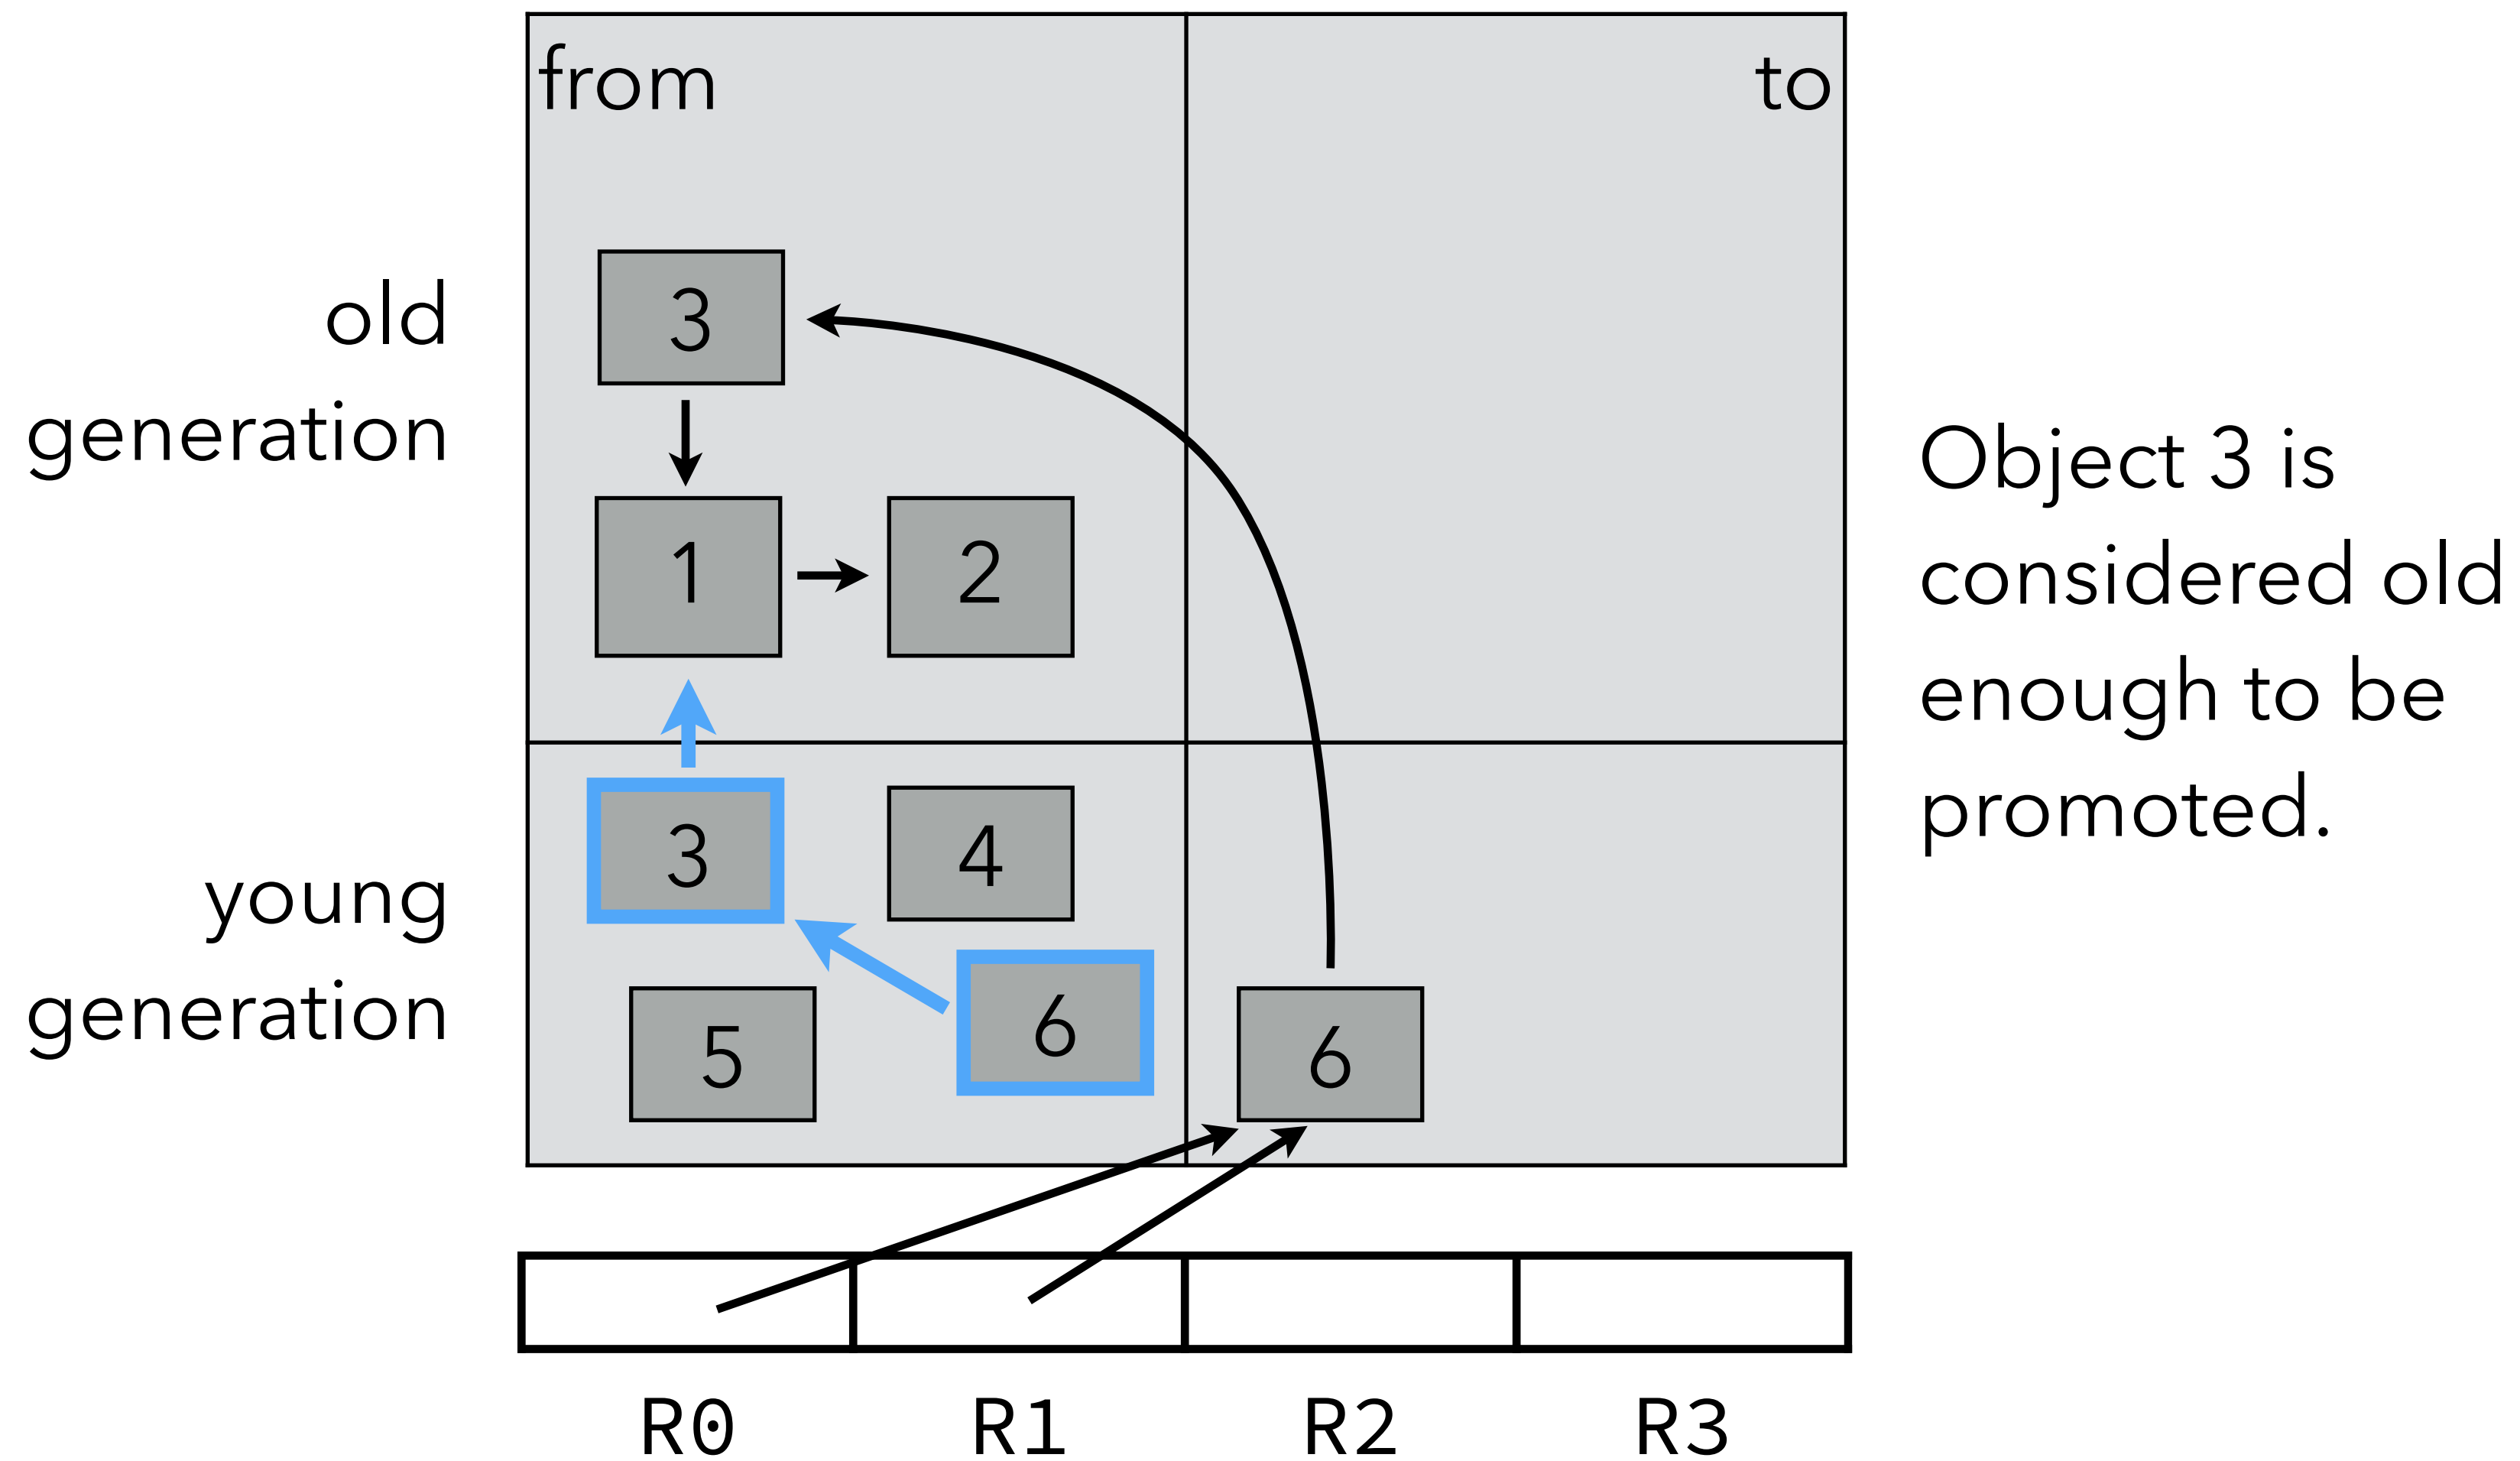 from
to
old
generation
3
1
2
Object 3 is
considered old
enough to be
promoted.
young
generation
3
4
5
6
6
R0
R1
R2
R3